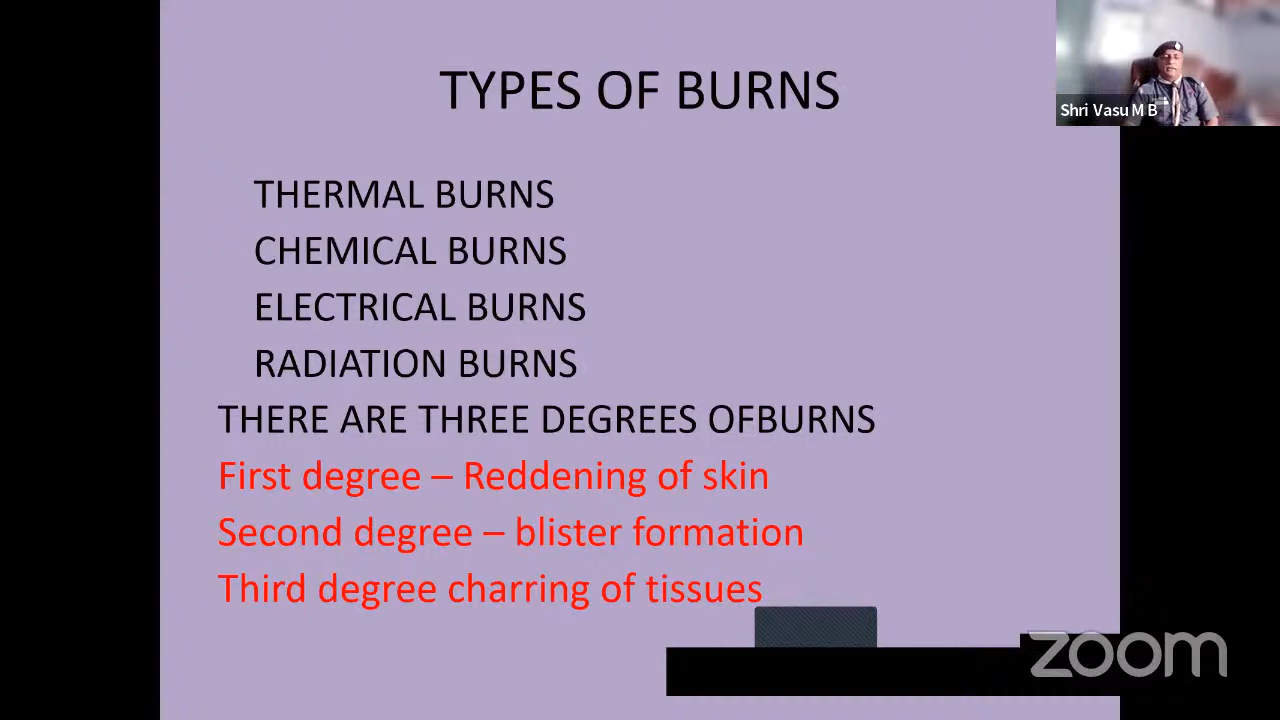 TYPES OF BURNS
Shri Vasu M B
THERMAL BURNS
CHEMICAL BURNS
ELECTRICAL BURNS
RADIATION BURNS
THERE ARE THREE DEGREES OFBURNS
First degree – Reddening of skin
Second degree – blister formation
Third degree charring of tissues
zoom